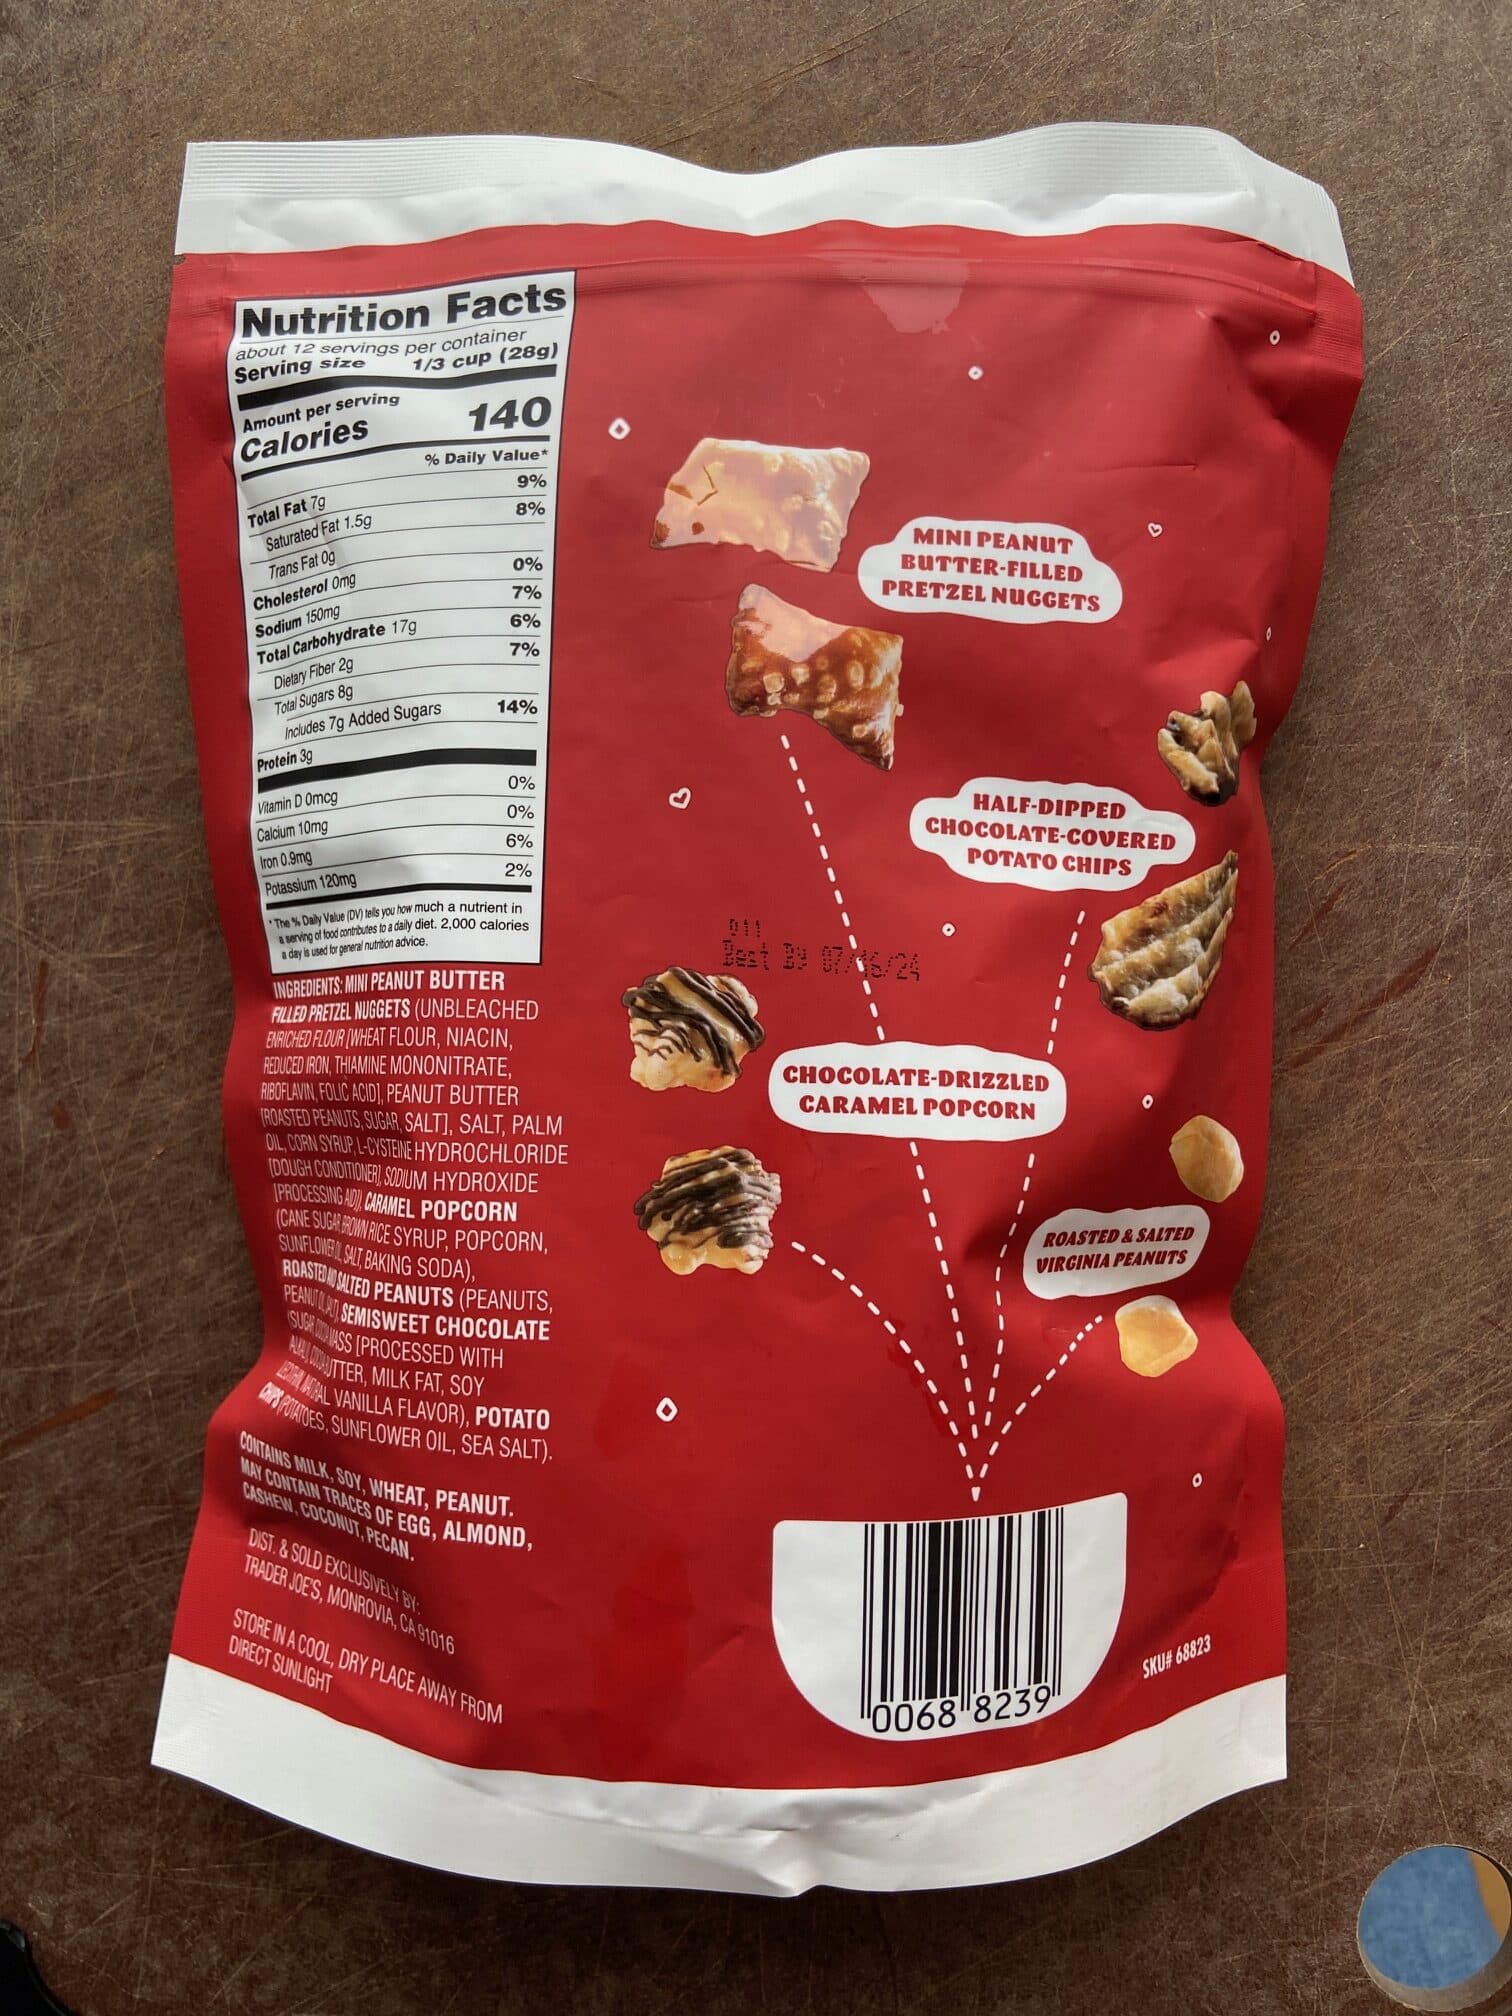 Nutrition Facts
about 12 servings per container
Serving size 1/3 cup (28g)
Amount per serving
Calories 140
% Daily Value*
Total Fat 7g 9%
Saturated Fat 1.5g 8%
Trans Fat 0g
Cholesterol 0mg 0%
Sodium 150mg 7%
Total Carbohydrate 17g 6%
Dietary Fiber 2g 7%
Total Sugars 8g
Includes 7g Added Sugars 14%
Protein 3g
Vitamin D 0mcg 0%
Calcium 10mg 0%
Iron 0.9mg 6%
Potassium 120mg 2%
* The % Daily Value (DV) tells you how much a nutrient in
a serving of food contributes to a daily diet. 2,000 calories
a day is used for general nutrition advice.
INGREDIENTS: MINI PEANUT BUTTER
FILLED PRETZEL NUGGETS (UNBLEACHED
ENRICHED FLOUR [WHEAT FLOUR, NIACIN,
REDUCED IRON, THIAMINE MONONITRATE,
RIBOFLAVIN, FOLIC ACID], PEANUT BUTTER
[ROASTED PEANUTS, SUGAR, SALT], SALT, PALM
OIL, CORN SYRUP, L-CYSTEINE HYDROCHLORIDE
[DOUGH CONDITIONER], SODIUM HYDROXIDE
[PROCESSING AID]), CARAMEL POPCORN
(CANE SUGAR, BROWN RICE SYRUP, POPCORN,
SUNFLOWER OIL, SALT, BAKING SODA),
ROASTED AND SALTED PEANUTS (PEANUTS,
PEANUT OIL, SALT), SEMISWEET CHOCOLATE
(SUGAR, COCOA MASS [PROCESSED WITH
ALKALI], COCOA BUTTER, MILK FAT, SOY
LECITHIN, NATURAL VANILLA FLAVOR), POTATO
CHIPS (POTATOES, SUNFLOWER OIL, SEA SALT).
CONTAINS MILK, SOY, WHEAT, PEANUT.
MAY CONTAIN TRACES OF EGG, ALMOND,
CASHEW, COCONUT, PECAN.
DIST. & SOLD EXCLUSIVELY BY:
TRADER JOE'S, MONROVIA, CA 91016
STORE IN A COOL, DRY PLACE AWAY FROM
DIRECT SUNLIGHT
MINI PEANUT
BUTTER-FILLED
PRETZEL NUGGETS
HALF-DIPPED
CHOCOLATE-COVERED
POTATO CHIPS
Best By 07/16/24
CHOCOLATE-DRIZZLED
CARAMEL POPCORN
ROASTED & SALTED
VIRGINIA PEANUTS
0068 8239
SKU# 68823